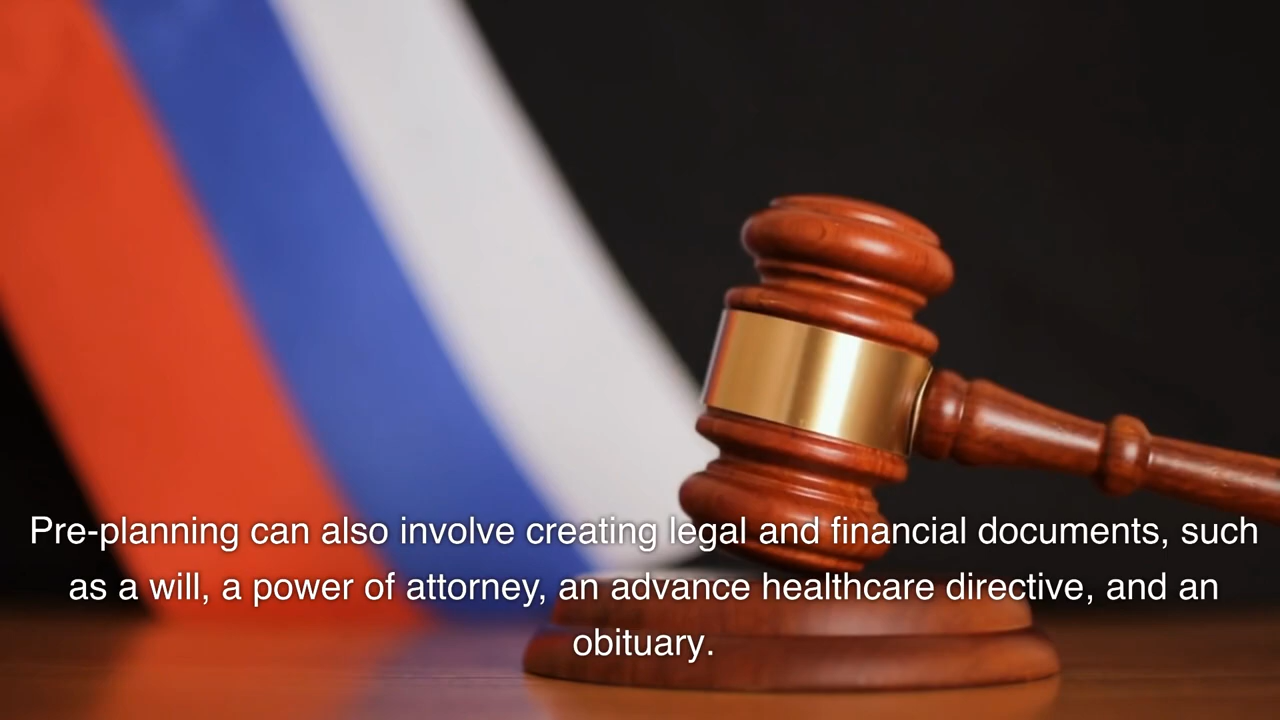 Pre-planning can also involve creating legal and financial documents, such
as a will, a power of attorney, an advance healthcare directive, and an
obituary.